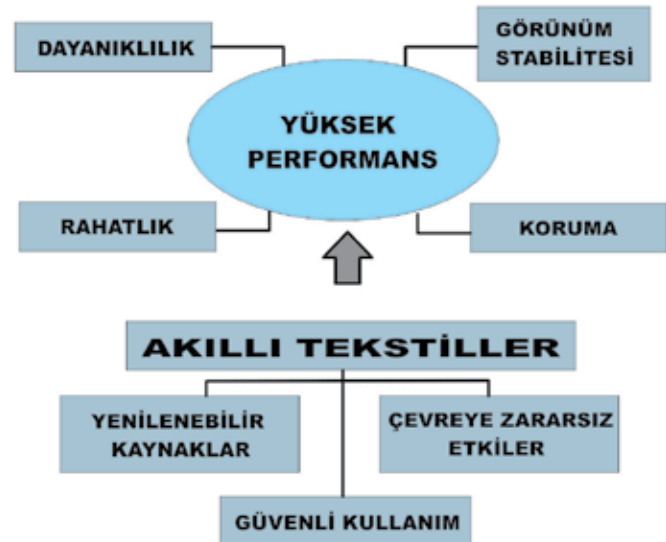 DAYANIKLILIK
GÖRÜNÜM
STABİLİTESİ
YÜKSEK
PERFORMANS
RAHATLIK
KORUMA
AKILLI TEKSTİLLER
YENİLENEBİLİR
KAYNAKLAR
ÇEVREYE ZARARSIZ
ETKİLER
GÜVENLİ KULLANIM